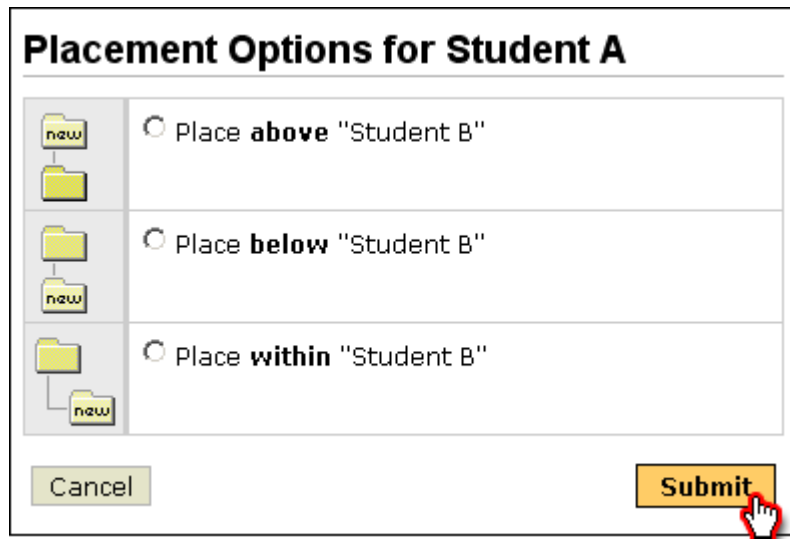 Placement Options for Student A
new
Place above "Student B"
Place below "Student B"
new
Place within "Student B"
new
Cancel
Submit